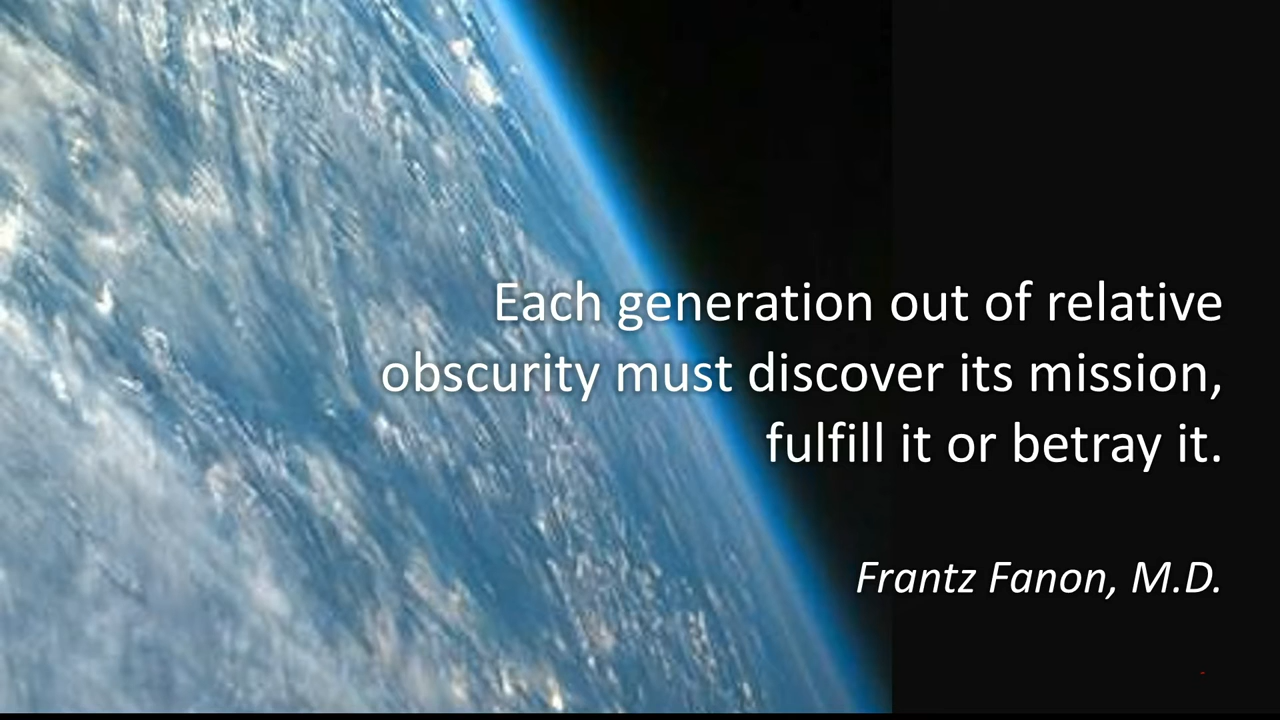 Each generation out of relative
obscurity must discover its mission,
fulfill it or betray it.
Frantz Fanon, M.D.